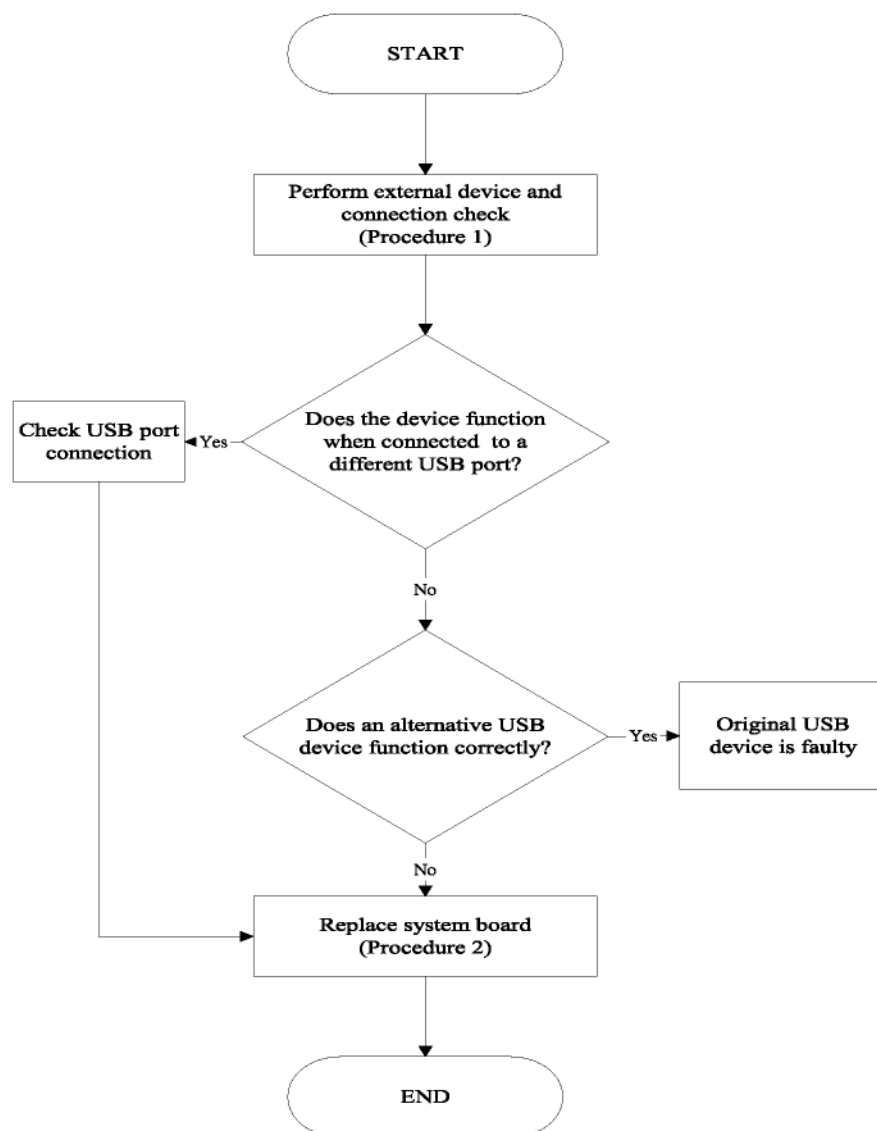 START
Perform external device and
connection check
(Procedure 1)
Does the device function
when connected to a
different USB port?
Yes
Check USB port
connection
No
Does an alternative USB
device function correctly?
Yes
Original USB
device is faulty
No
Replace system board
(Procedure 2)
END